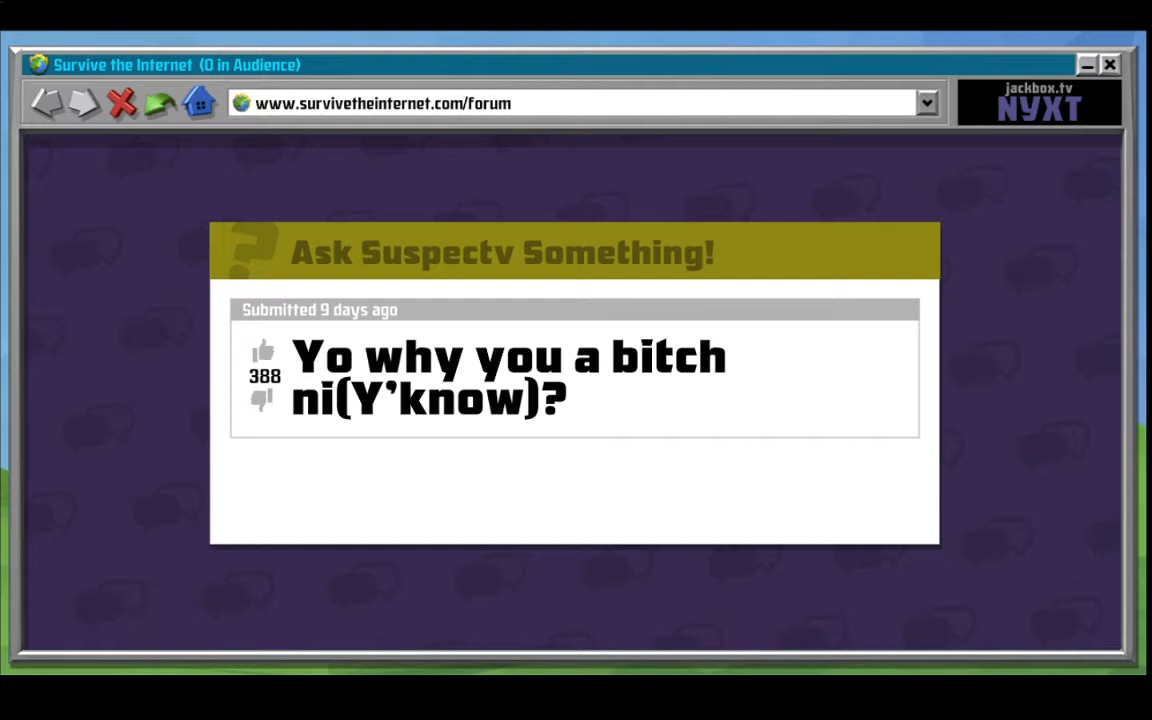 Survive the Internet (0 in Audience)
www.survivetheinternet.com/forum
jackbox.tv
NYXT
Ask Suspectv Something!
Submitted 9 days ago
388
Yo why you a bitch
ni(Y'know)?